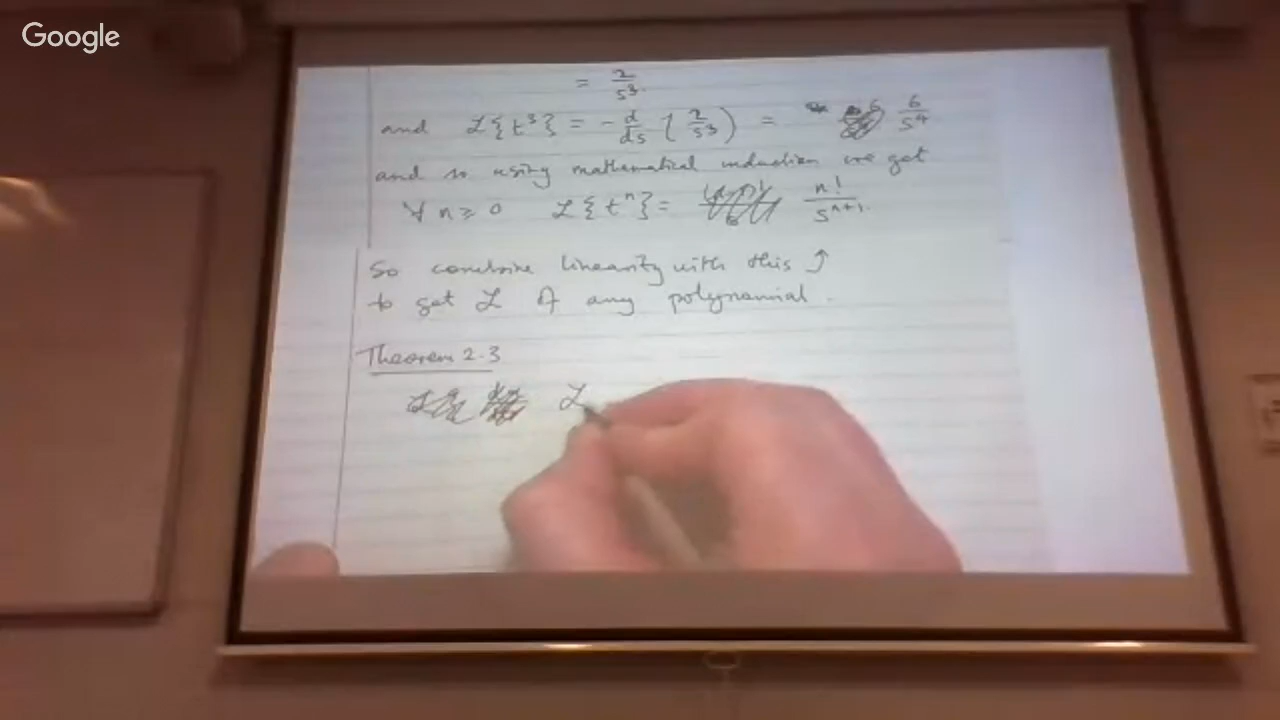 Google
= 2/s³
and ℒ{t³} = -d/ds (2/s³) = 6 6/s⁴
and so using mathematical induction we get
∀ n ≥ 0 ℒ{tⁿ} = n!/sⁿ⁺¹.
So combine linearity with this ↑
to get ℒ of any polynomial.
Theorem 2.3
ℒ